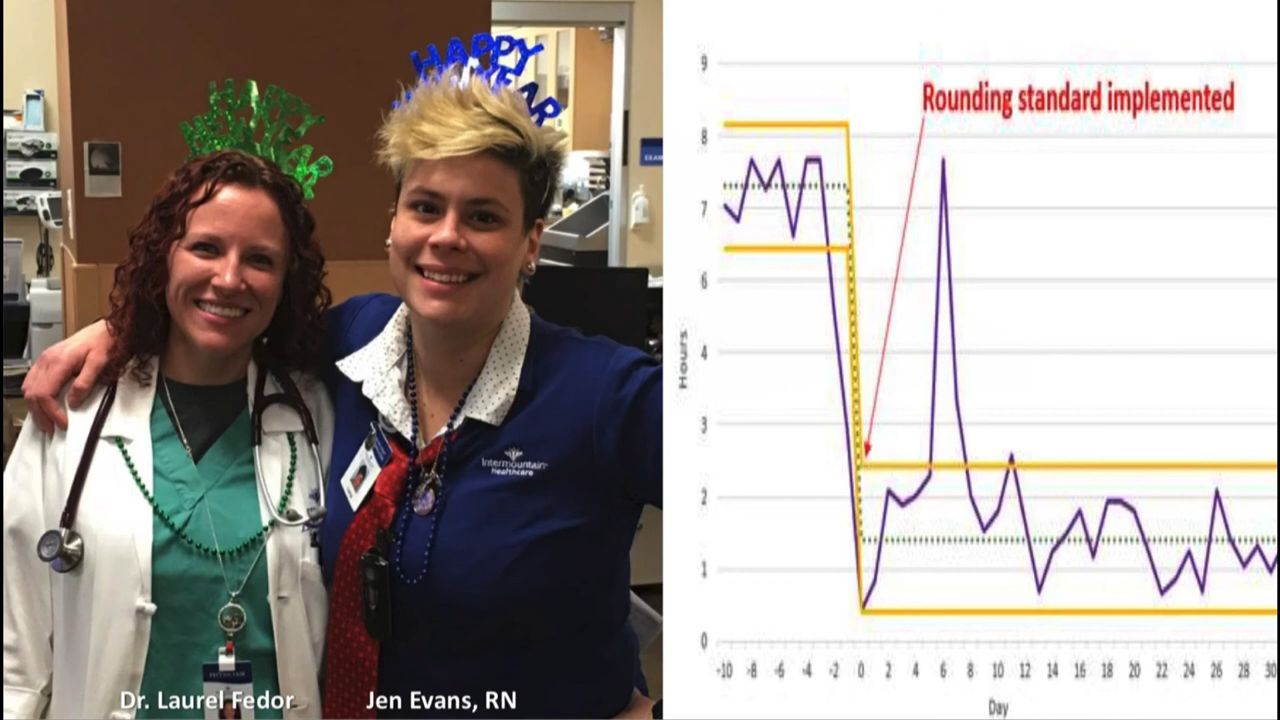 HAPPY
EXAM
Intermountain
Healthcare
PHYSICIAN
Dr. Laurel Fedor
Jen Evans, RN
Rounding standard implemented
Hours
9
8
7
6
5
4
3
2
1
0
-10 -8 -6 -4 -2 0 2 4 6 8 10 12 14 16 18 20 22 24 26 28 30
Day